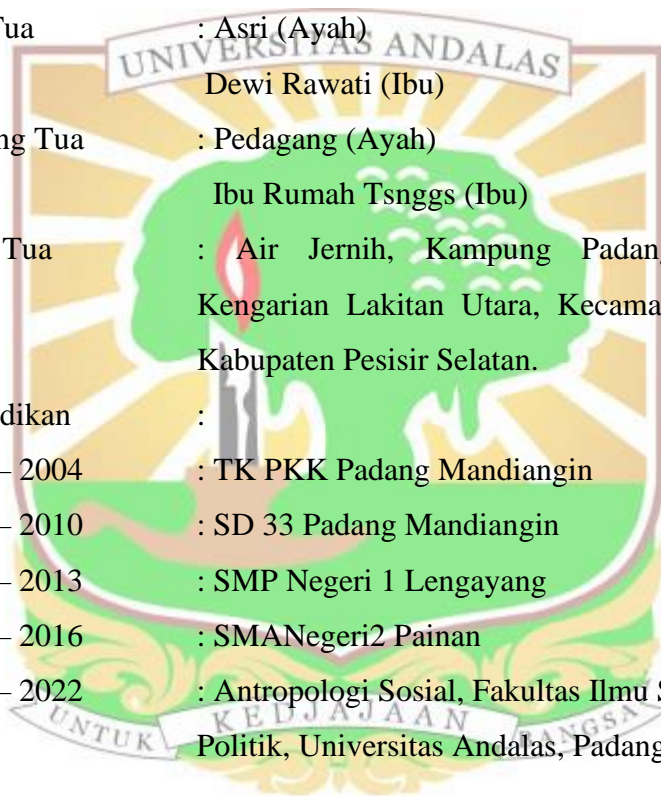 Tua : Asri (Ayah)
UNIVERSITAS ANDALAS
Dewi Rawati (Ibu)
ng Tua : Pedagang (Ayah)
Ibu Rumah Tsnggs (Ibu)
Tua : Air Jernih, Kampung Padang
Kengarian Lakitan Utara, Kecama
Kabupaten Pesisir Selatan.
dikan :
– 2004 : TK PKK Padang Mandiangin
– 2010 : SD 33 Padang Mandiangin
– 2013 : SMP Negeri 1 Lengayang
– 2016 : SMANegeri2 Painan
– 2022 : Antropologi Sosial, Fakultas Ilmu S
Politik, Universitas Andalas, Padang
UNTUK KEDJAJAAN BANGSA